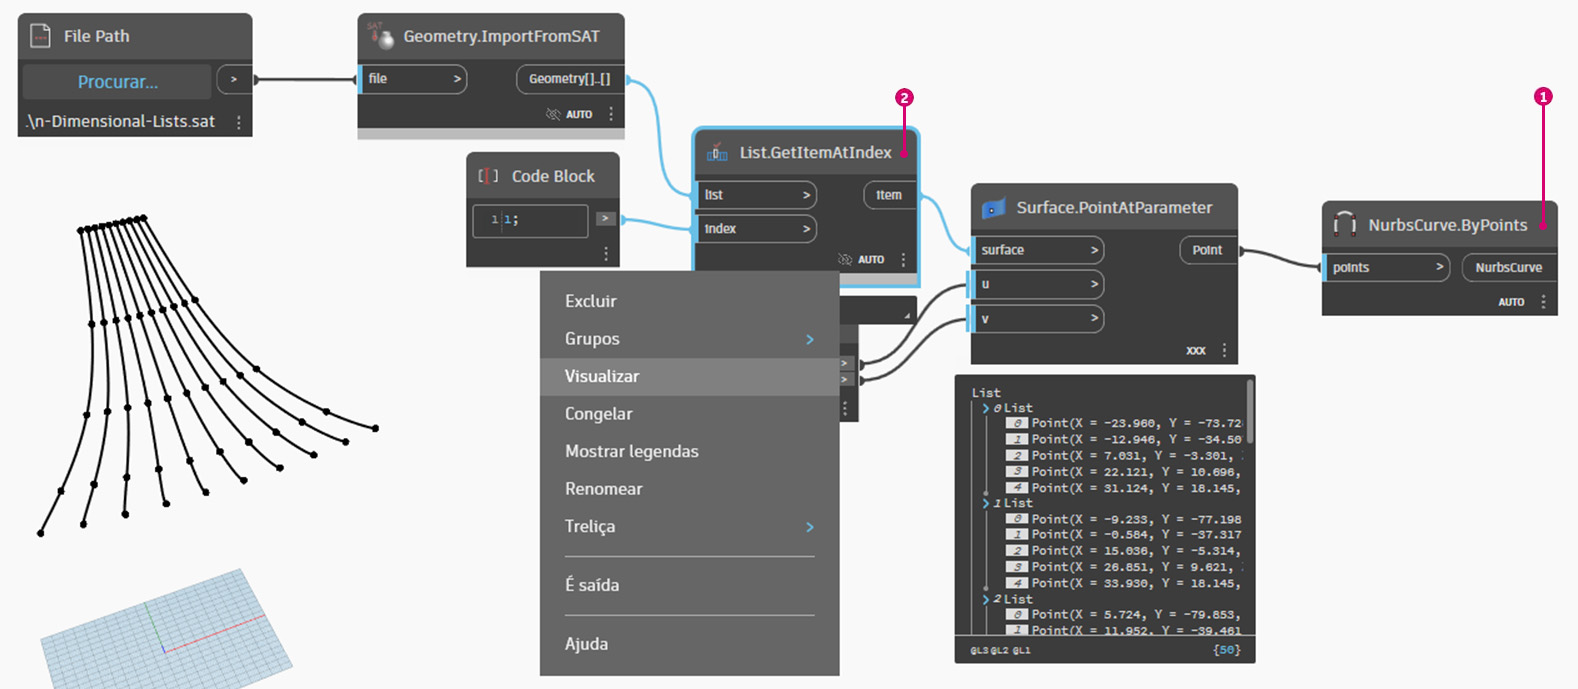 File Path
Procurar...
>
.\n-Dimensional-Lists.sat
SAT
Geometry.ImportFromSAT
file >
Geometry[]..[]
AUTO
2
1
Code Block
1 1;
>
List.GetItemAtIndex
list >
item
index >
AUTO
Surface.PointAtParameter
surface >
Point
u >
v >
xxx
NurbsCurve.ByPoints
points >
NurbsCurve
AUTO
>
>
Excluir
Grupos >
Visualizar
Congelar
Mostrar legendas
Renomear
Treliça >
É saída
Ajuda
List
0 List
0 Point(X = -23.960, Y = -73.72
1 Point(X = -12.946, Y = -34.50
2 Point(X = 7.031, Y = -3.301,
3 Point(X = 22.121, Y = 10.696,
4 Point(X = 31.124, Y = 18.145,
1 List
0 Point(X = -9.233, Y = -77.198
1 Point(X = -0.584, Y = -37.317
2 Point(X = 15.036, Y = -5.314,
3 Point(X = 26.851, Y = 9.621,
4 Point(X = 33.930, Y = 18.145,
2 List
0 Point(X = 5.724, Y = -79.853,
1 Point(X = 11.952, Y = -39.461
@L3 @L2 @L1
{50}